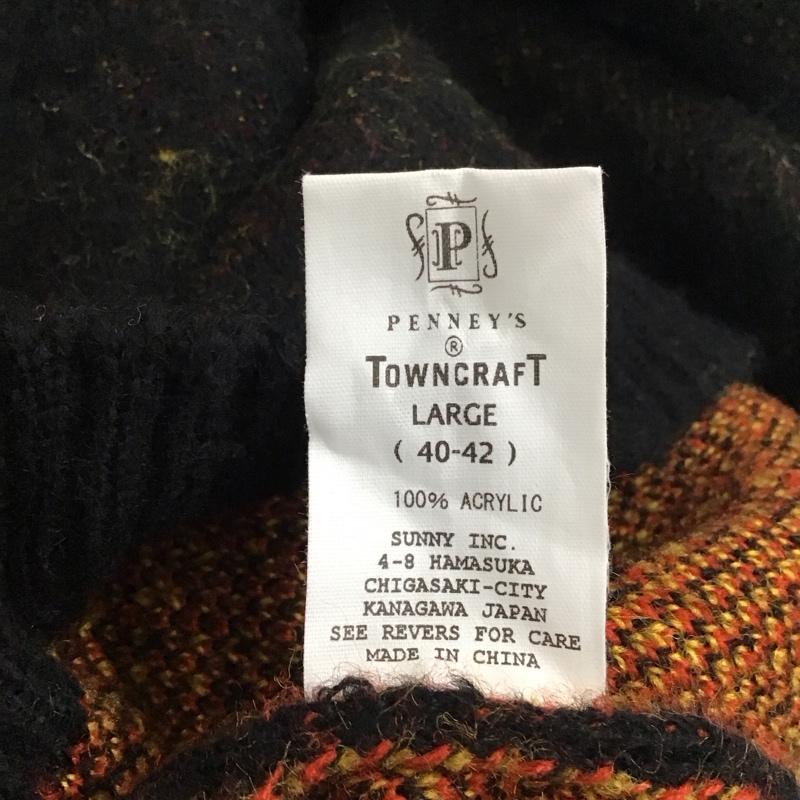 P
PENNEY'S
®
TOWNCRAFT
LARGE
( 40-42 )
100% ACRYLIC
SUNNY INC.
4-8 HAMASUKA
CHIGASAKI-CITY
KANAGAWA JAPAN
SEE REVERS FOR CARE
MADE IN CHINA